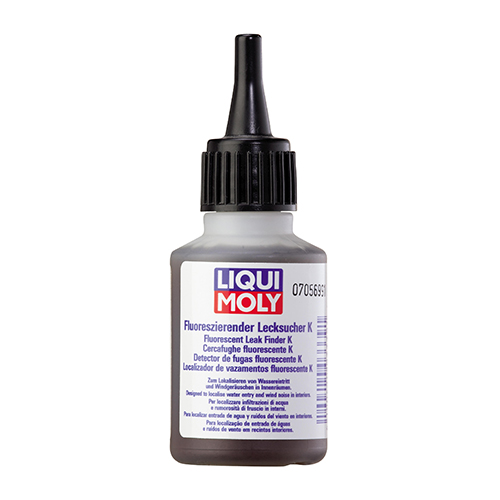 LIQUI
MOLY
070569
Fluoreszierender Lecksucher K
Fluorescent Leak Finder K
Cercafughe fluorescente K
Detector de fugas fluorescente K
Localizador de vazamentos fluorescente K
Zum Lokalisieren von Wassereintritt
und Windgeräuschen in Innenräumen.
Designed to localise water entry and wind noise in interiors.
Per localizzare infiltrazioni di acqua
e rumorosità di fruscio in interni.
Para localizar entrada de agua y ruidos del viento en interiores.
Para localização de entrada de água
e ruídos de vento em recintos interiores.